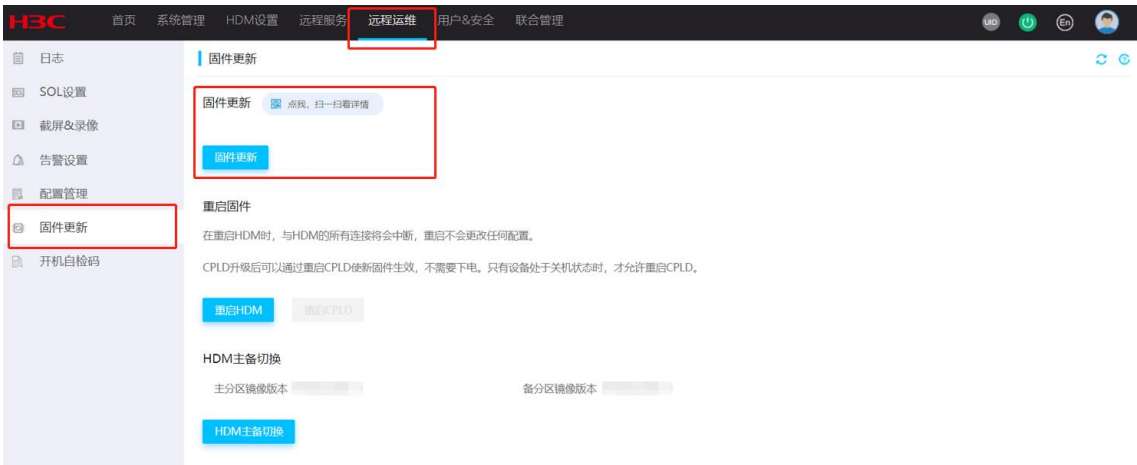 H3C 首页 系统管理 HDM设置 远程服务 远程运维 用户&安全 联合管理 UID En
日志
SOL设置
截屏&录像
告警设置
配置管理
固件更新
开机自检码
固件更新
固件更新 点我，扫一扫看详情
固件更新
重启固件
在重启HDM时，与HDM的所有连接将会中断，重启不会更改任何配置。
CPLD升级后可以通过重启CPLD使新固件生效，不需要下电。只有设备处于关机状态时，才允许重启CPLD。
重启HDM 重启CPLD
HDM主备切换
主分区镜像版本 备分区镜像版本
HDM主备切换